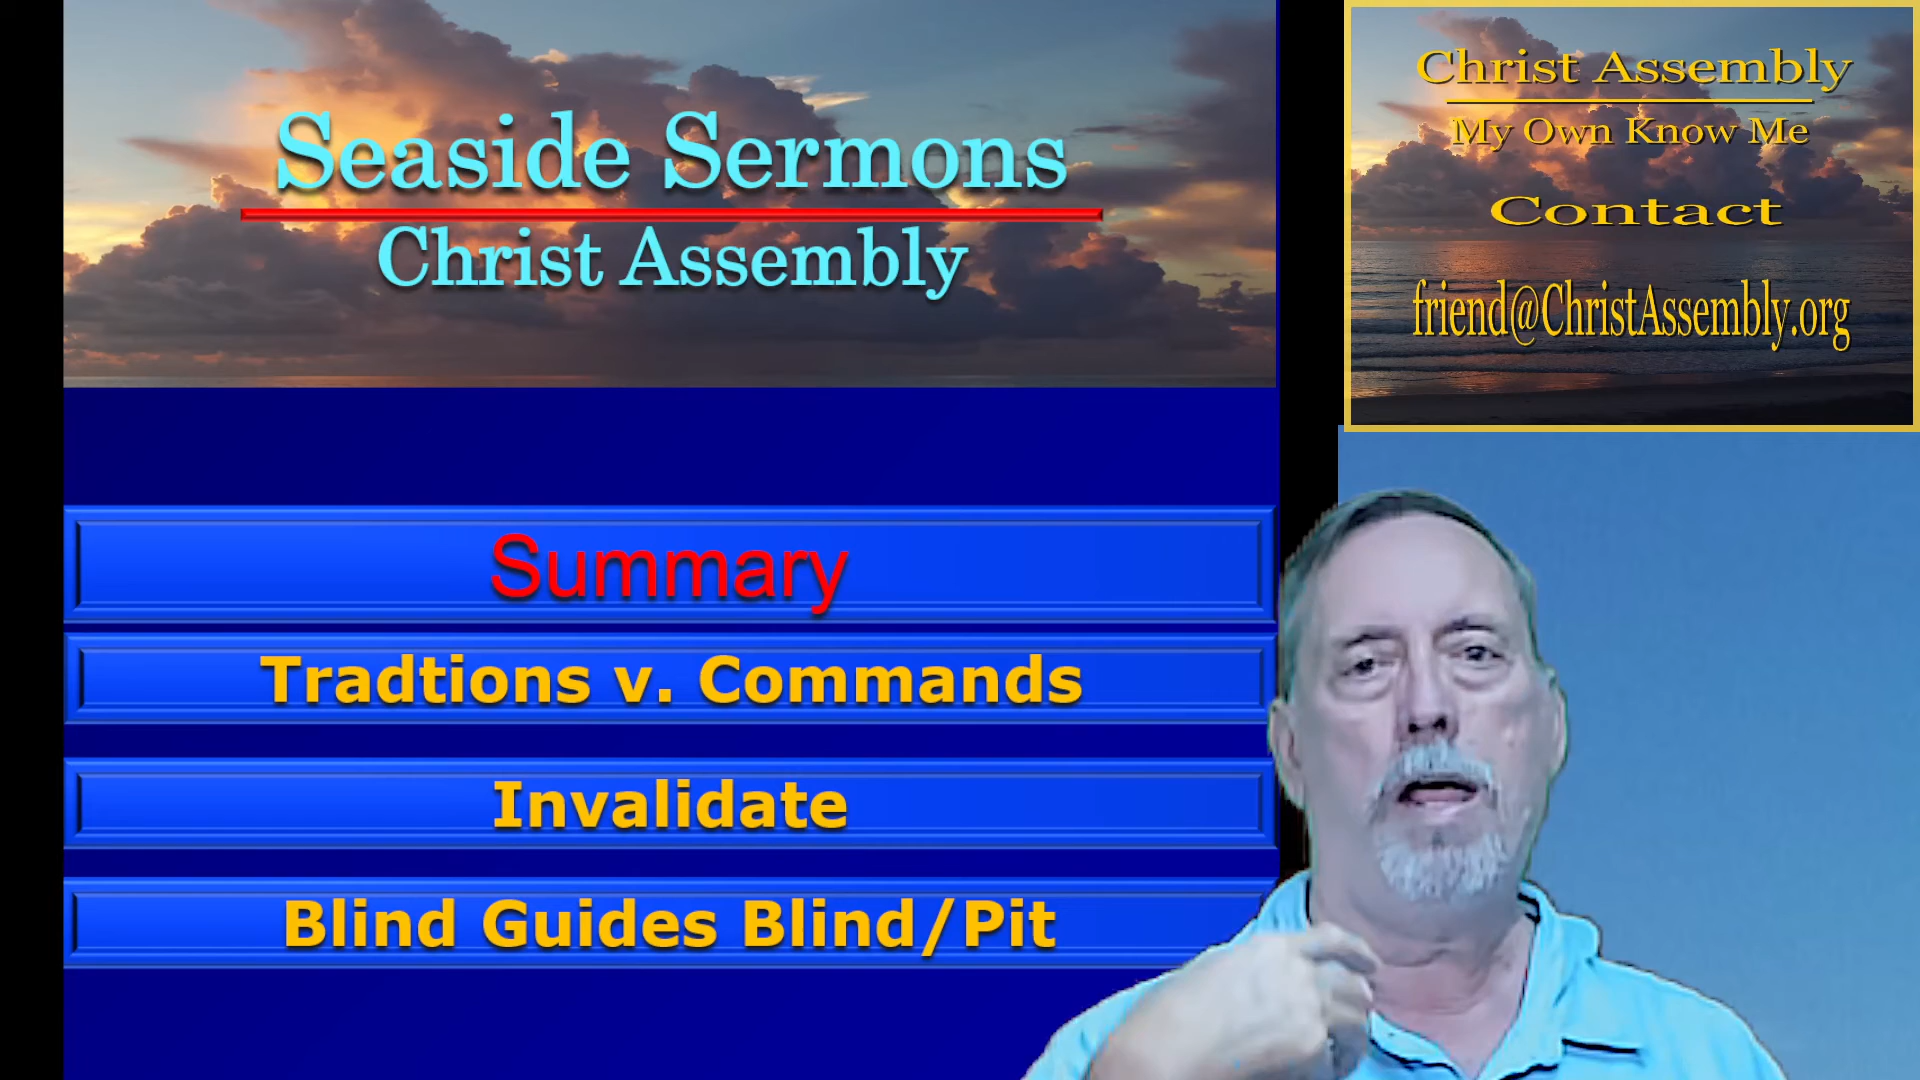 Seaside Sermons
Christ Assembly
Summary
Tradtions v. Commands
Invalidate
Blind Guides Blind/Pit
Christ Assembly
My Own Know Me
Contact
friend@ChristAssembly.org